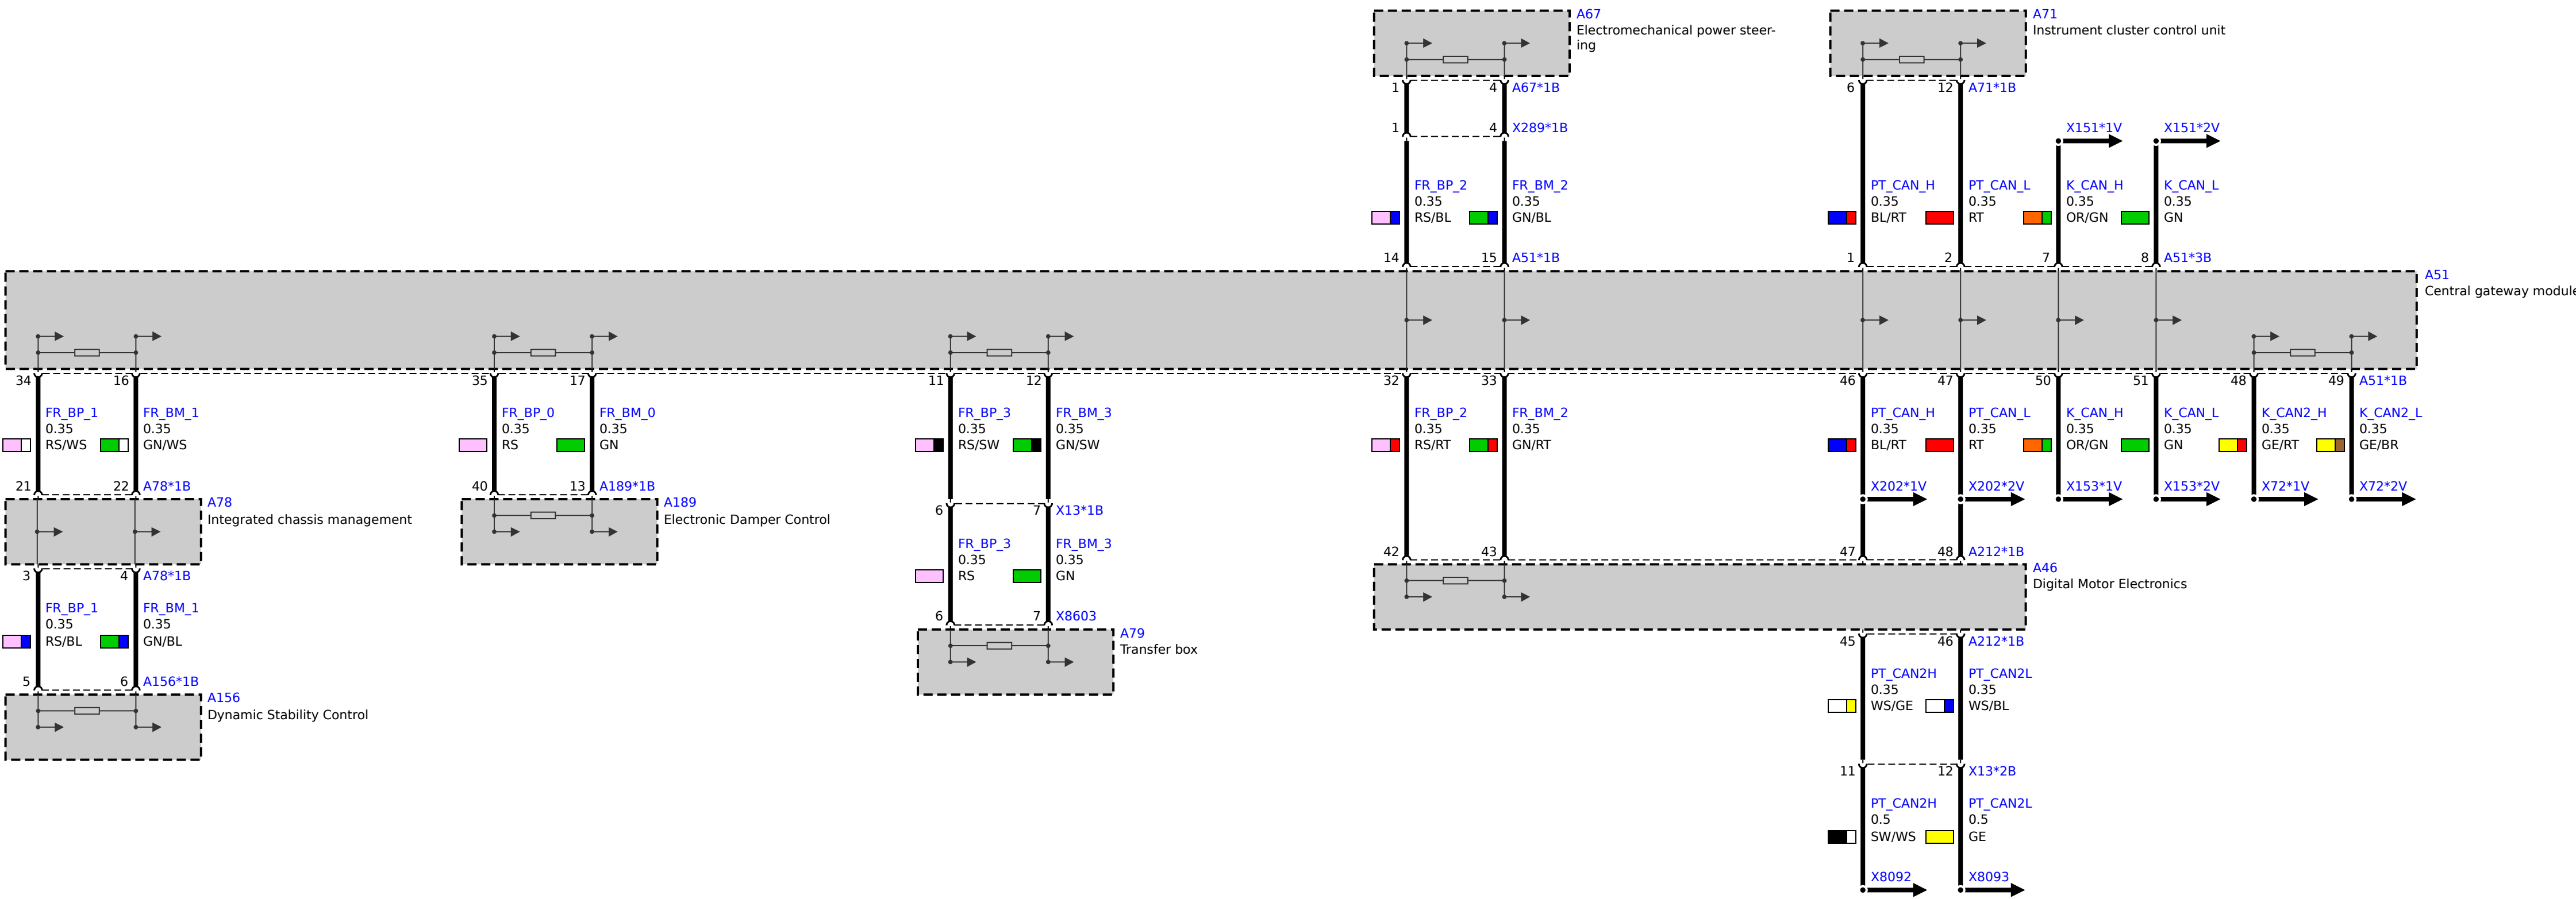 A67
Electromechanical power steer-
ing
A71
Instrument cluster control unit
1 4 A67*1B
6 12 A71*1B
1 4 X289*1B
X151*1V X151*2V
FR_BP_2 FR_BM_2 PT_CAN_H PT_CAN_L K_CAN_H K_CAN_L
0.35 0.35 0.35 0.35 0.35 0.35
RS/BL GN/BL BL/RT RT OR/GN GN
14 15 A51*1B 1 2 7 8 A51*3B
A51
Central gateway module
34 16 35 17 11 12 32 33 46 47 50 51 48 49 A51*1B
FR_BP_1 FR_BM_1 FR_BP_0 FR_BM_0 FR_BP_3 FR_BM_3 FR_BP_2 FR_BM_2 PT_CAN_H PT_CAN_L K_CAN_H K_CAN_L K_CAN2_H K_CAN2_L
0.35 0.35 0.35 0.35 0.35 0.35 0.35 0.35 0.35 0.35 0.35 0.35 0.35 0.35
RS/WS GN/WS RS GN RS/SW GN/SW RS/RT GN/RT BL/RT RT OR/GN GN GE/RT GE/BR
21 22 A78*1B 40 13 A189*1B X202*1V X202*2V X153*1V X153*2V X72*1V X72*2V
A78
Integrated chassis management
A189
Electronic Damper Control
6 7 X13*1B
FR_BP_3 FR_BM_3
0.35 0.35
RS GN
42 43 47 48 A212*1B
A46
Digital Motor Electronics
3 4 A78*1B
FR_BP_1 FR_BM_1
0.35 0.35
RS/BL GN/BL
6 7 X8603
A79
Transfer box
45 46 A212*1B
PT_CAN2H PT_CAN2L
0.35 0.35
WS/GE WS/BL
5 6 A156*1B
A156
Dynamic Stability Control
11 12 X13*2B
PT_CAN2H PT_CAN2L
0.5 0.5
SW/WS GE
X8092 X8093